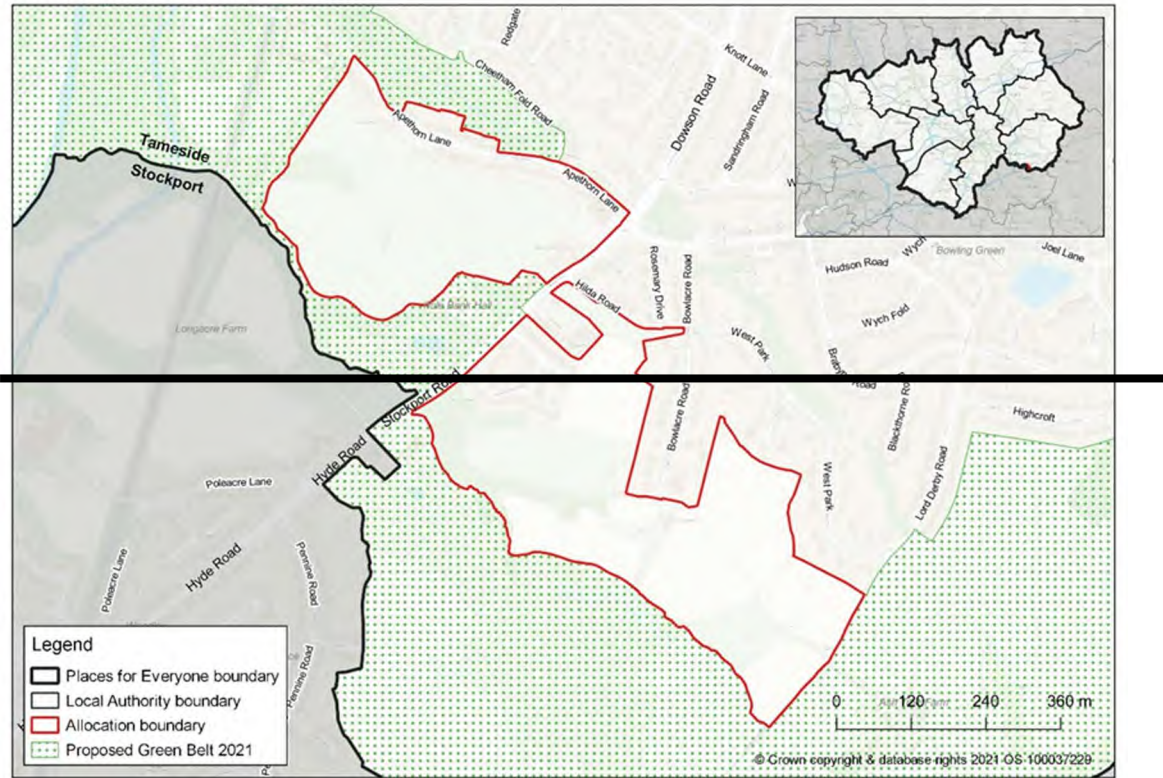 Redgate
Knott Lane
Cheetham Fold Road
Dowson Road
Sandringham Road
Apethorn Lane
Tameside
Stockport
Apethorn Lane
W
Wych
Bowling Green
Joel Lane
Hudson Road
Rosemary Drive
Bowlacre Road
Hilda Road
Longacre Farm
Wych Fold
West Park
Road
Stockport Road
Bowlacre Road
Blackthorne Ro
Highcroft
Hyde Road
Poleacre Lane
West Park
Lord Derby Road
Hyde Road
Pennine Road
Poleacre Lane
Pennine Road
Legend
Places for Everyone boundary
Local Authority boundary
Allocation boundary
Proposed Green Belt 2021
Farm
0 120 240 360 m
© Crown copyright & database rights 2021 OS 100037229